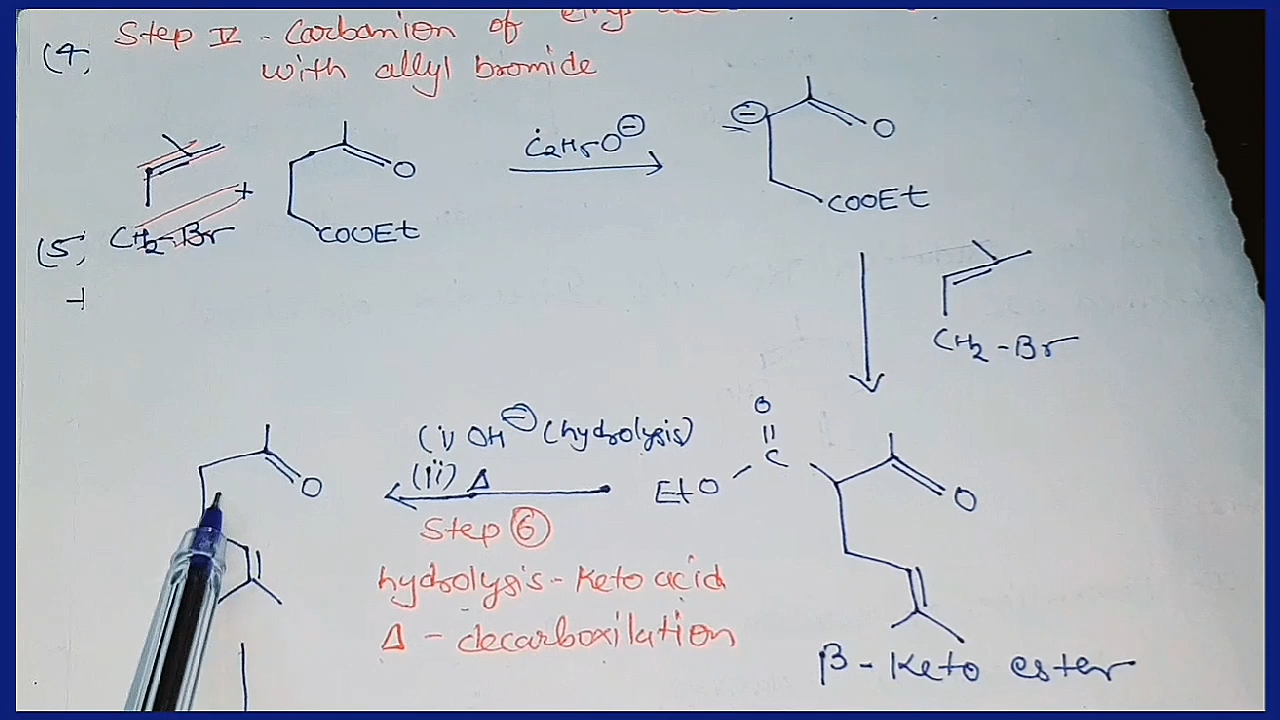 (4, Step IV - Carbanion of
with allyl bromide
C2H5O⊖
⊖
O
+
O
COOEt
COOEt
(5, CH2-Br
+
CH2-Br
O
(i) OH⊖ (hydrolysis)
(ii) Δ
C
O
EtO
O
Step 6
hydrolysis - Keto acid
Δ - decarboxilation
β-Keto ester